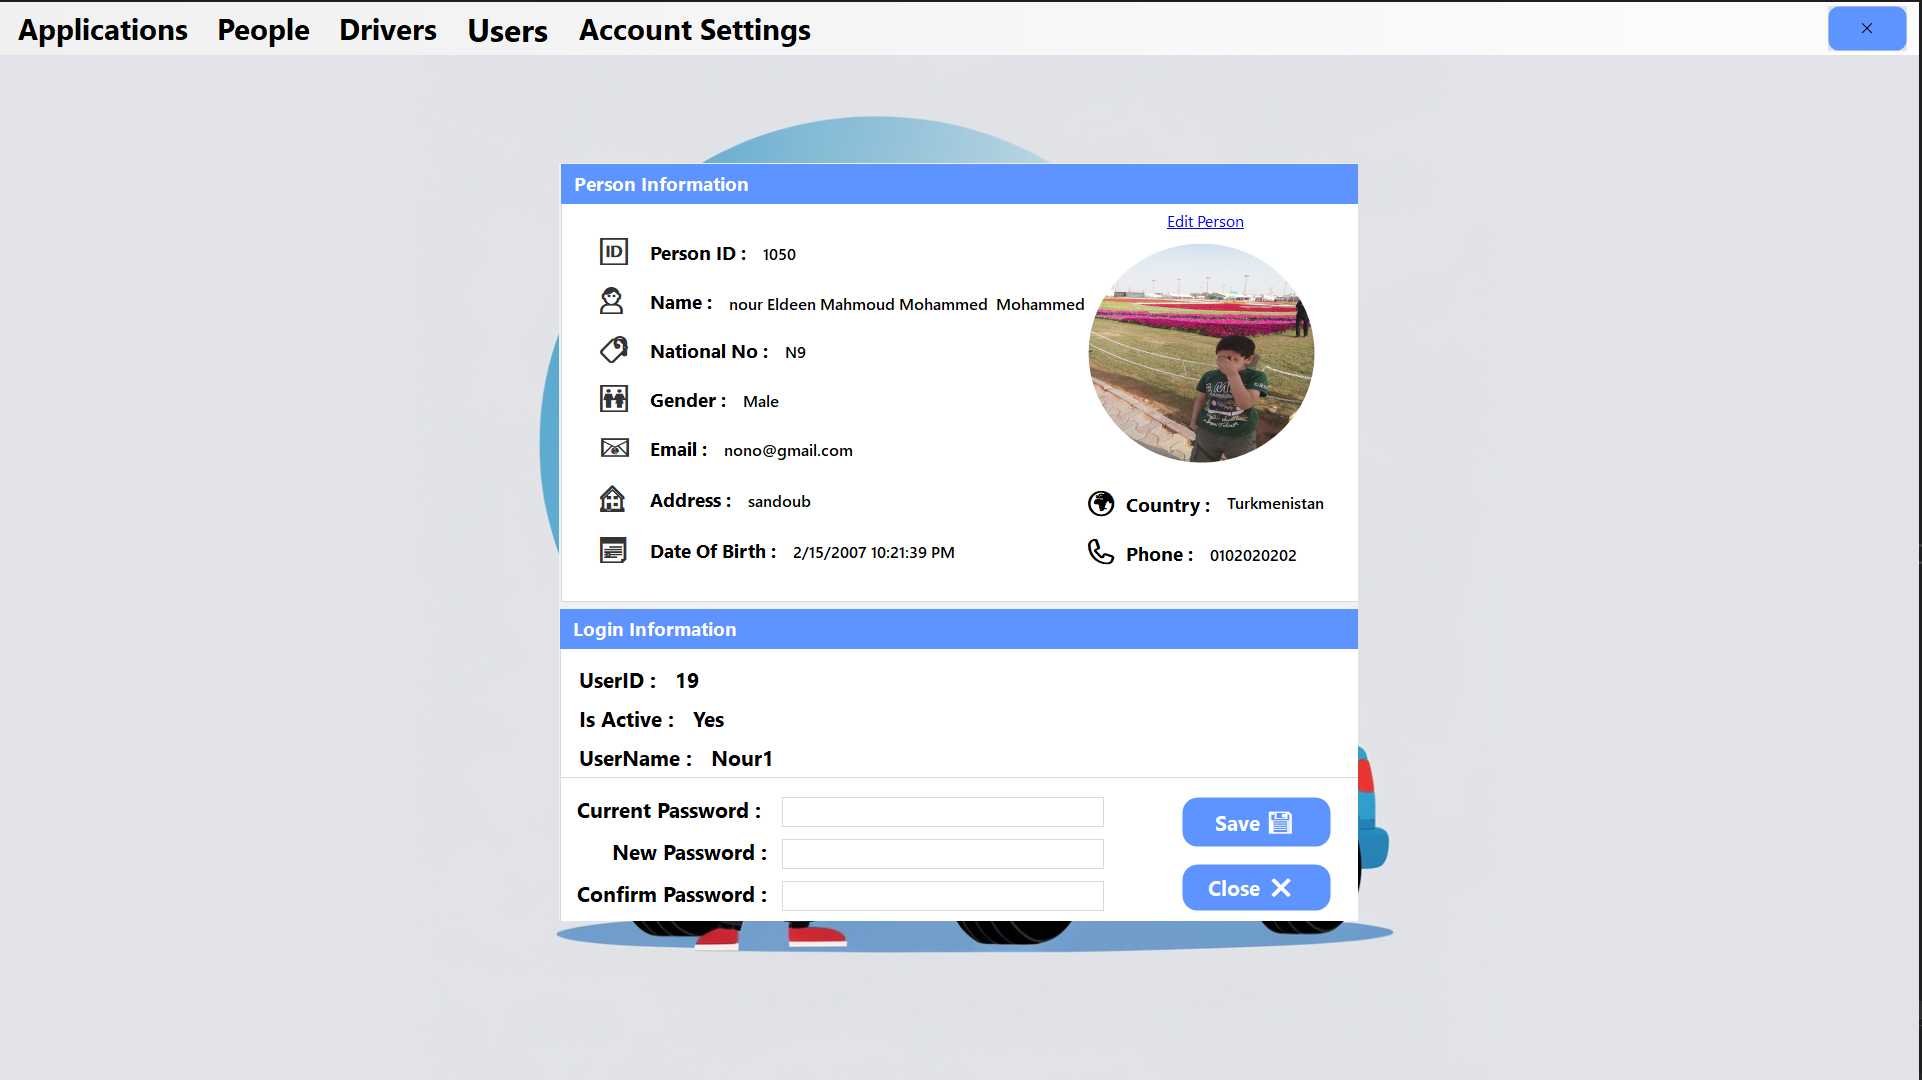 Applications People Drivers Users Account Settings
Person Information
Edit Person
ID Person ID : 1050
Name : nour Eldeen Mahmoud Mohammed Mohammed
National No : N9
Gender : Male
Email : nono@gmail.com
Address : sandoub
Country : Turkmenistan
Date Of Birth : 2/15/2007 10:21:39 PM
Phone : 0102020202
Login Information
UserID : 19
Is Active : Yes
UserName : Nour1
Current Password :
Save
New Password :
Close
Confirm Password :